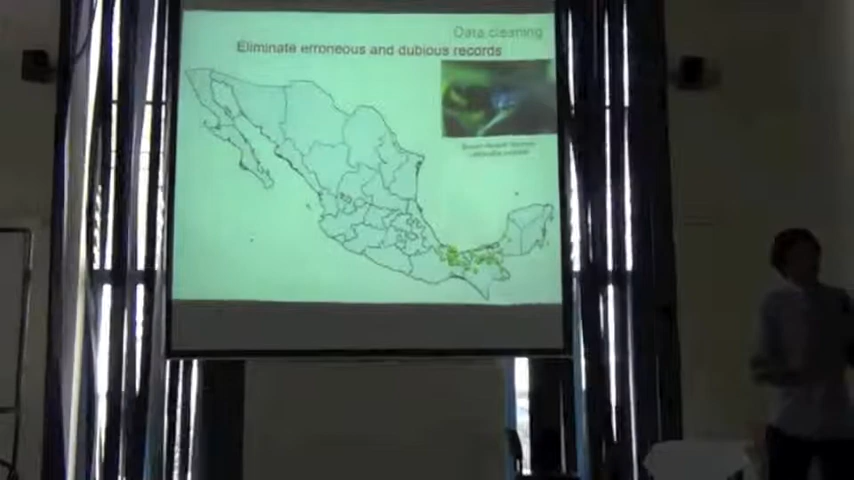 Data cleaning
Eliminate erroneous and dubious records